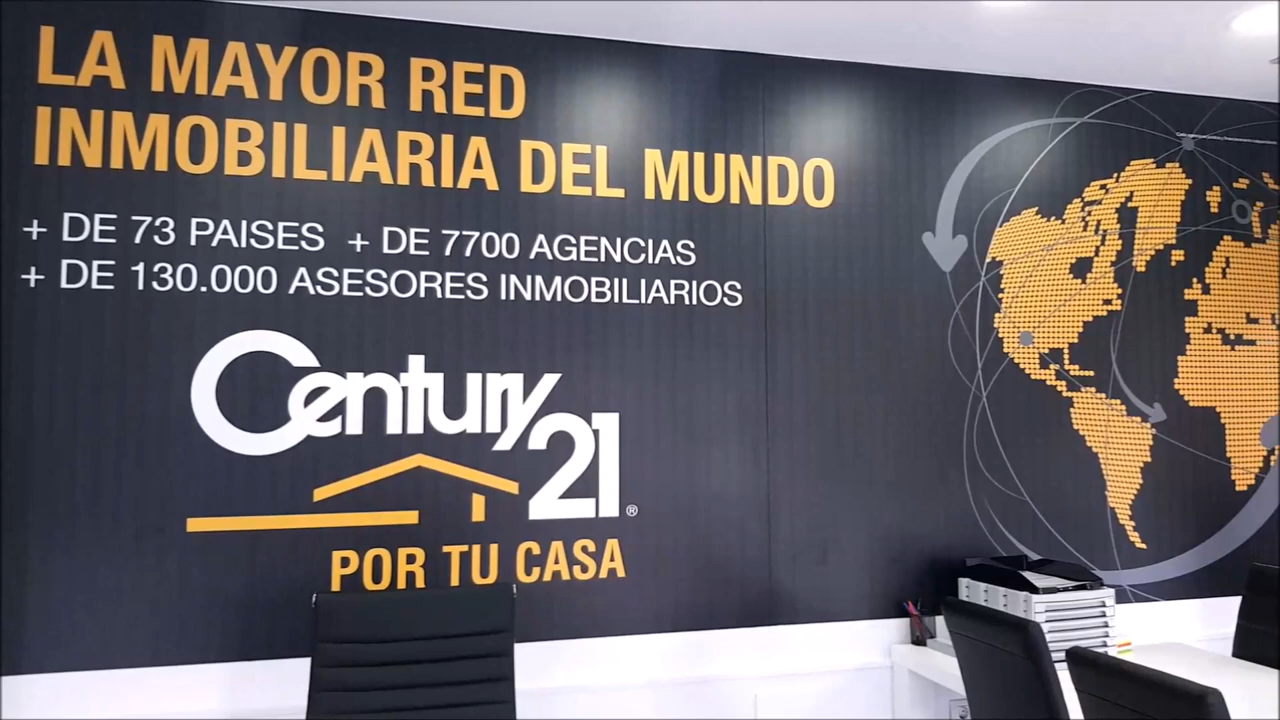 LA MAYOR RED
INMOBILIARIA DEL MUNDO
+ DE 73 PAISES + DE 7700 AGENCIAS
+ DE 130.000 ASESORES INMOBILIARIOS
Century
21®
POR TU CASA